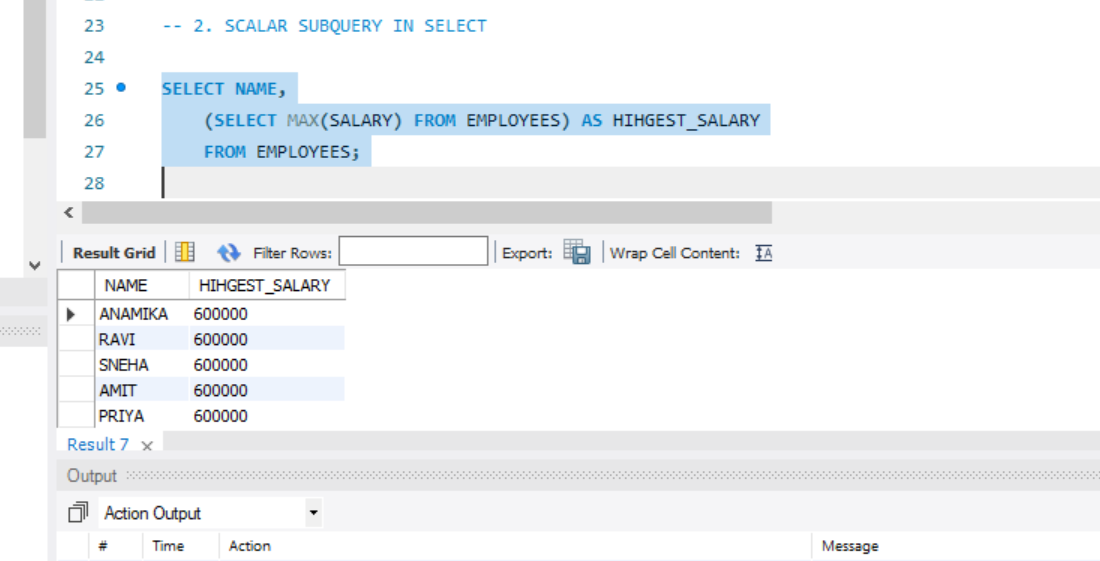 23 -- 2. SCALAR SUBQUERY IN SELECT
24
25 SELECT NAME,
26 (SELECT MAX(SALARY) FROM EMPLOYEES) AS HIHGEST_SALARY
27 FROM EMPLOYEES;
28
Result Grid Filter Rows: Export: Wrap Cell Content:
NAME HIHGEST_SALARY
ANAMIKA 600000
RAVI 600000
SNEHA 600000
AMIT 600000
PRIYA 600000
Result 7
Output
Action Output
# Time Action Message